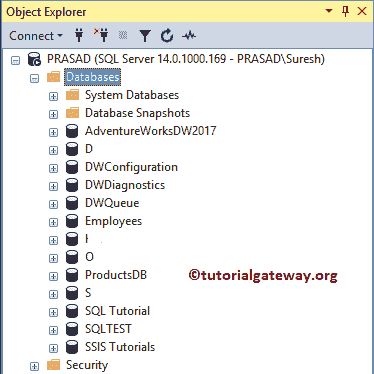 Object Explorer
Connect
PRASAD (SQL Server 14.0.1000.169 - PRASAD\Suresh)
Databases
System Databases
Database Snapshots
AdventureWorksDW2017
D
DWConfiguration
DWDiagnostics
DWQueue
Employees
O
ProductsDB
©tutorialgateway.org
S
SQL Tutorial
SQLTEST
SSIS Tutorials
Security